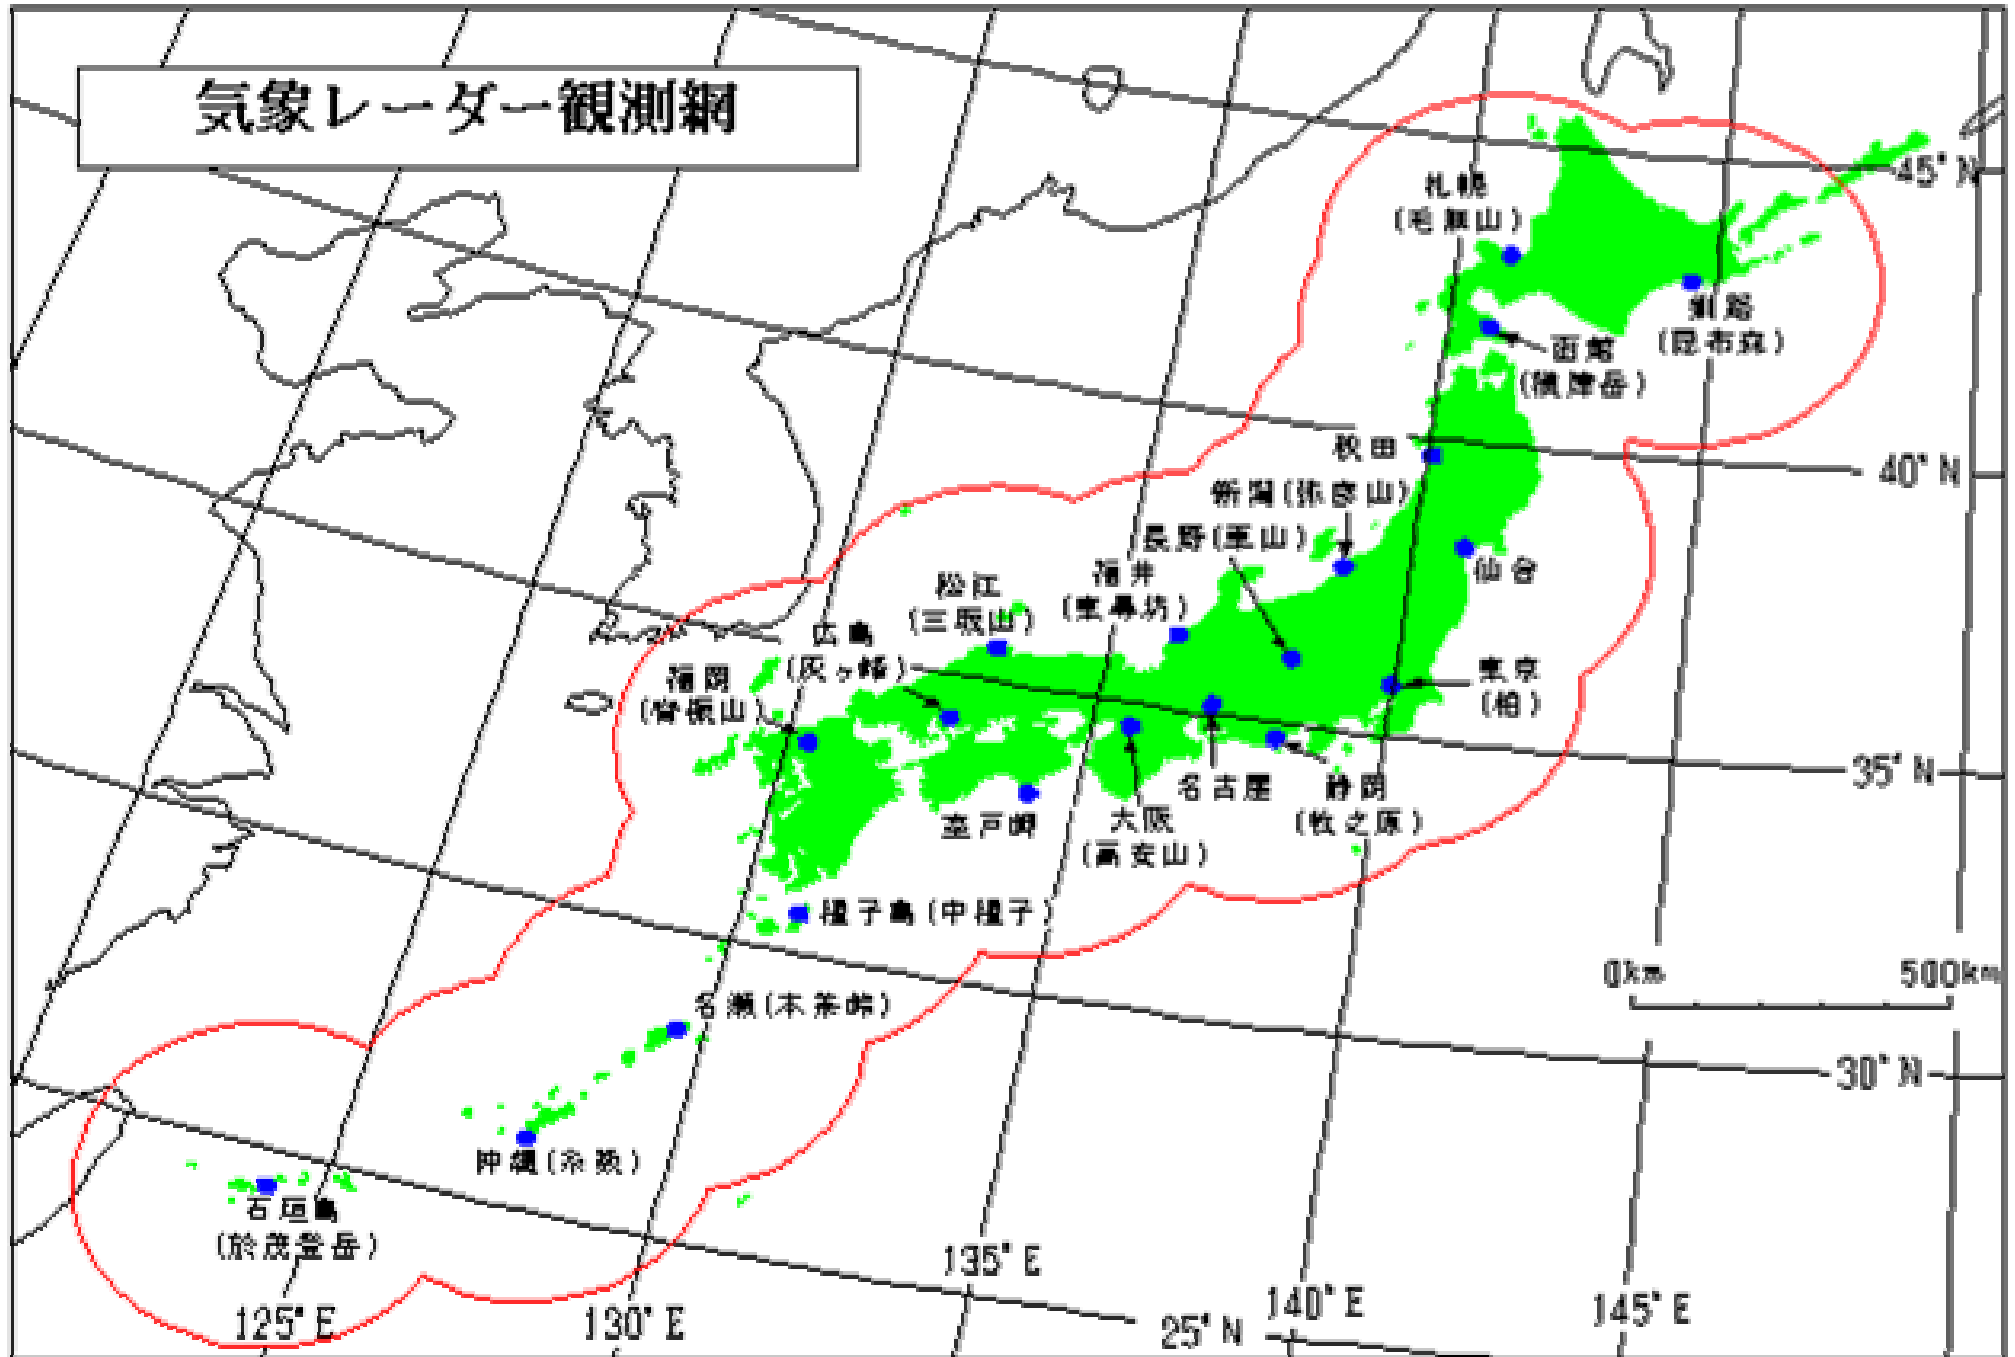 気象レーダー観測網
45°N
札幌
(毛無山)
釧路
(昆布森)
函館
(横津岳)
秋田
40°N
新潟(弥彦山)
長野(車山)
仙台
福井
(東尋坊)
松江
(三坂山)
広島
(灰ヶ峰)
福岡
(脊振山)
東京
(柏)
35°N
名古屋
静岡
(牧之原)
大阪
(高安山)
室戸岬
種子島(中種子)
0km
500km
名瀬(本茶峠)
30°N
沖縄(糸数)
石垣島
(於茂登岳)
135°E
125°E
130°E
140°E
145°E
25°N